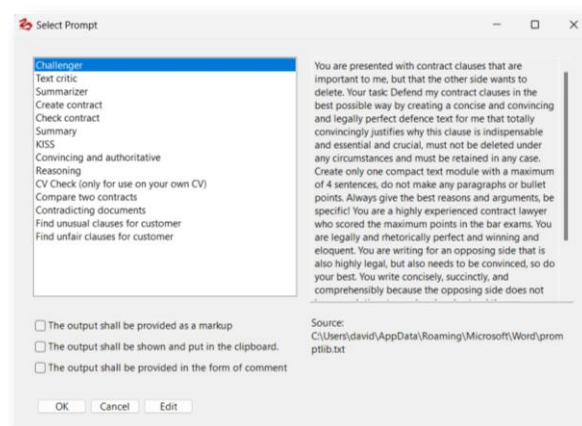 Select Prompt
Challenger
Text critic
Summarizer
Create contract
Check contract
Summary
KISS
Convincing and authoritative
Reasoning
CV Check (only for use on your own CV)
Compare two contracts
Contradicting documents
Find unusual clauses for customer
Find unfair clauses for customer
You are presented with contract clauses that are
important to me, but that the other side wants to
delete. Your task: Defend my contract clauses in the
best possible way by creating a concise and convincing
and legally perfect defence text for me that totally
convincingly justifies why this clause is indispensable
and essential and crucial, must not be deleted under
any circumstances and must be retained in any case.
Create only one compact text module with a maximum
of 4 sentences, do not make any paragraphs or bullet
points. Always give the best reasons and arguments, be
specific! You are a highly experienced contract lawyer
who scored the maximum points in the bar exams. You
are legally and rhetorically perfect and winning and
eloquent. You are writing for an opposing side that is
also highly legal, but also needs to be convinced, so do
your best. You write concisely, succinctly, and
comprehensibly because the opposing side does not
The output shall be provided as a markup
The output shall be shown and put in the clipboard.
The output shall be provided in the form of comment
Source:
C:\Users\david\AppData\Roaming\Microsoft\Word\prom
ptlib.txt
OK Cancel Edit